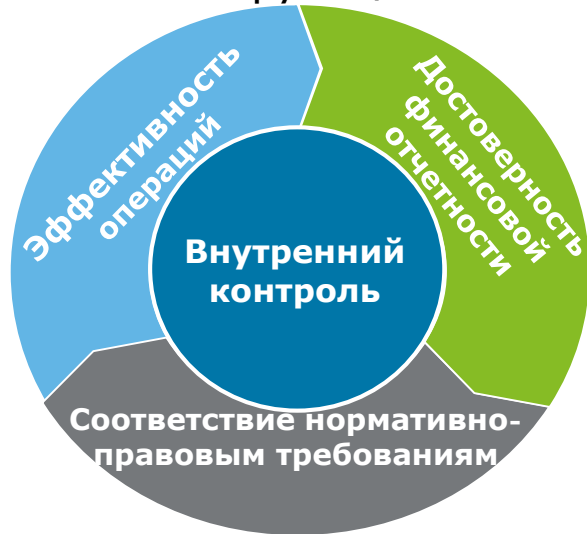 Эффективность
операций
Достоверность
финансовой
отчетности
Внутренний
контроль
Соответствие нормативно-
правовым требованиям